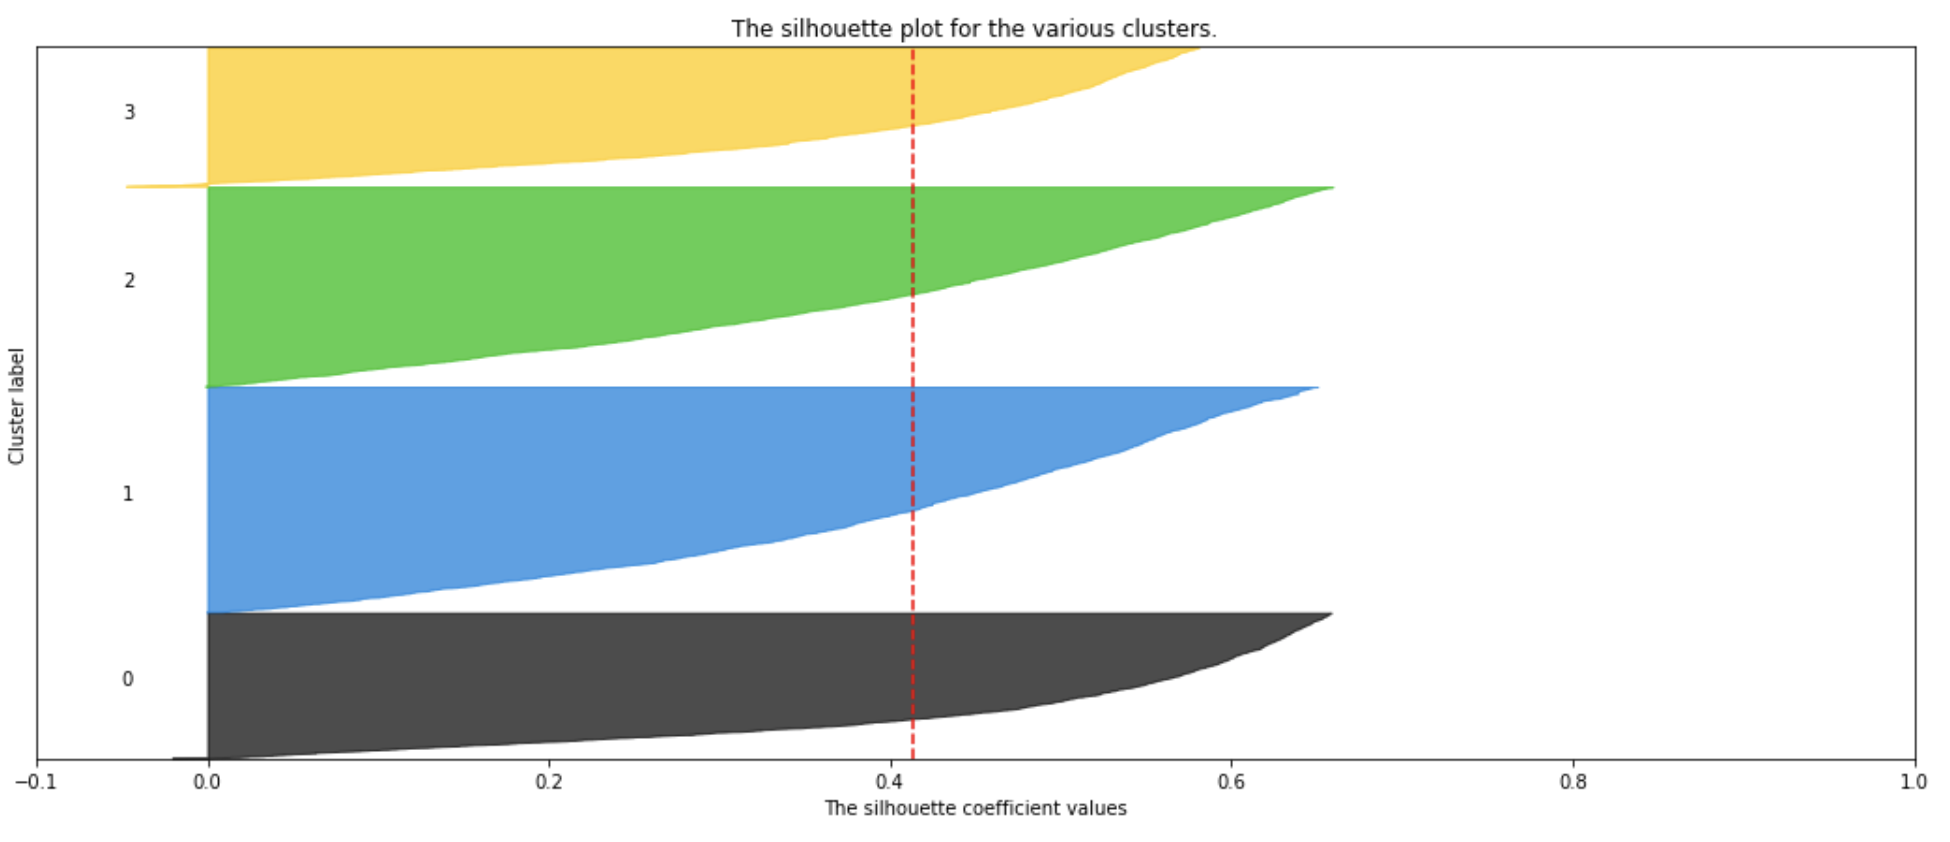 The silhouette plot for the various clusters.
3
2
Cluster label
1
0
−0.1 0.0 0.2 0.4 0.6 0.8 1.0
The silhouette coefficient values